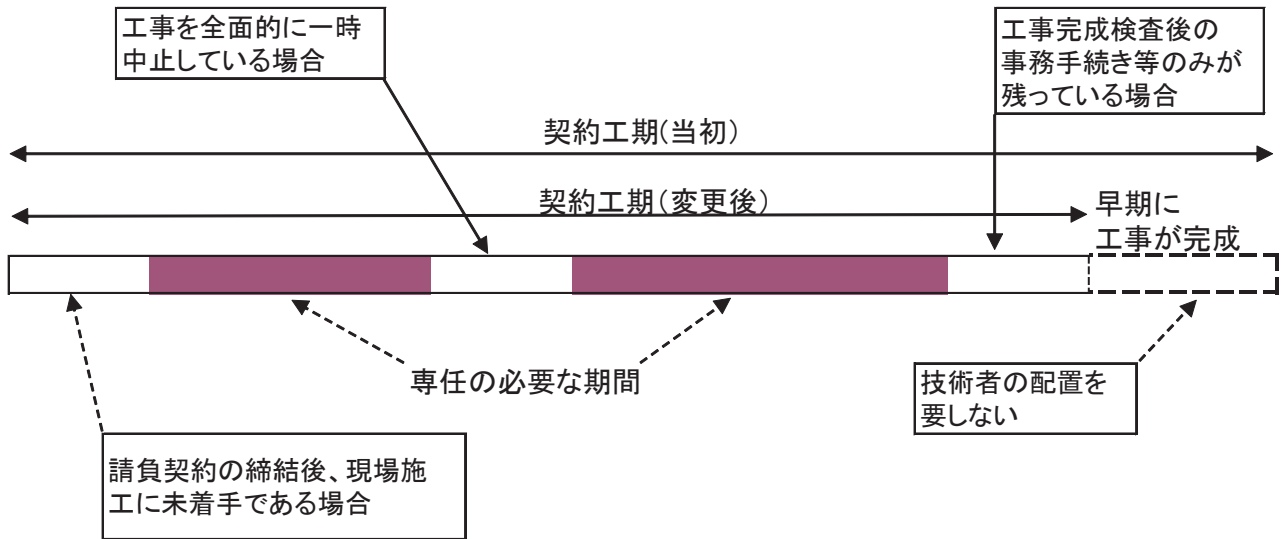 工事を全面的に一時
中止している場合
工事完成検査後の
事務手続き等のみが
残っている場合
契約工期(当初)
契約工期(変更後)
早期に
工事が完成
専任の必要な期間
技術者の配置を
要しない
請負契約の締結後、現場施
工に未着手である場合